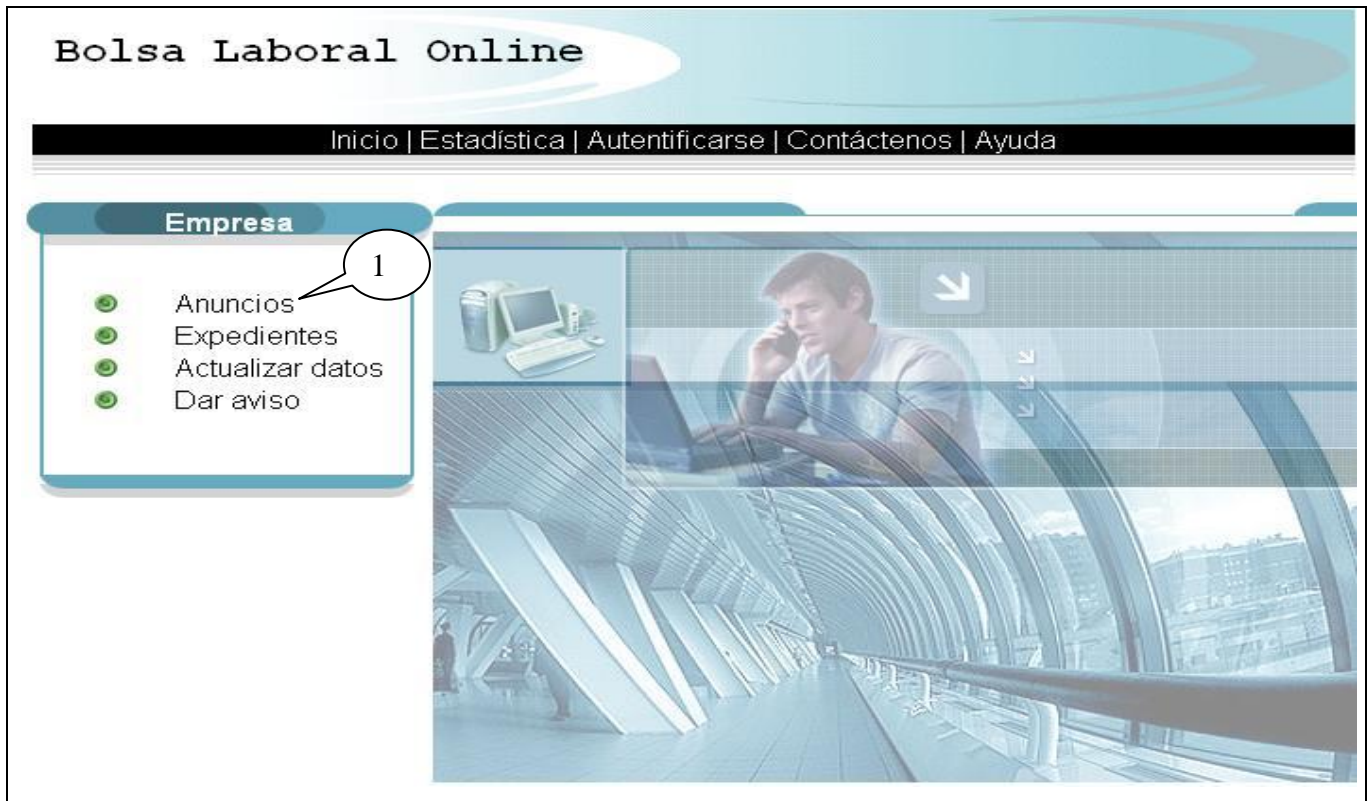 Bolsa Laboral Online
Inicio | Estadística | Autentificarse | Contáctenos | Ayuda
Empresa
1
Anuncios
Expedientes
Actualizar datos
Dar aviso